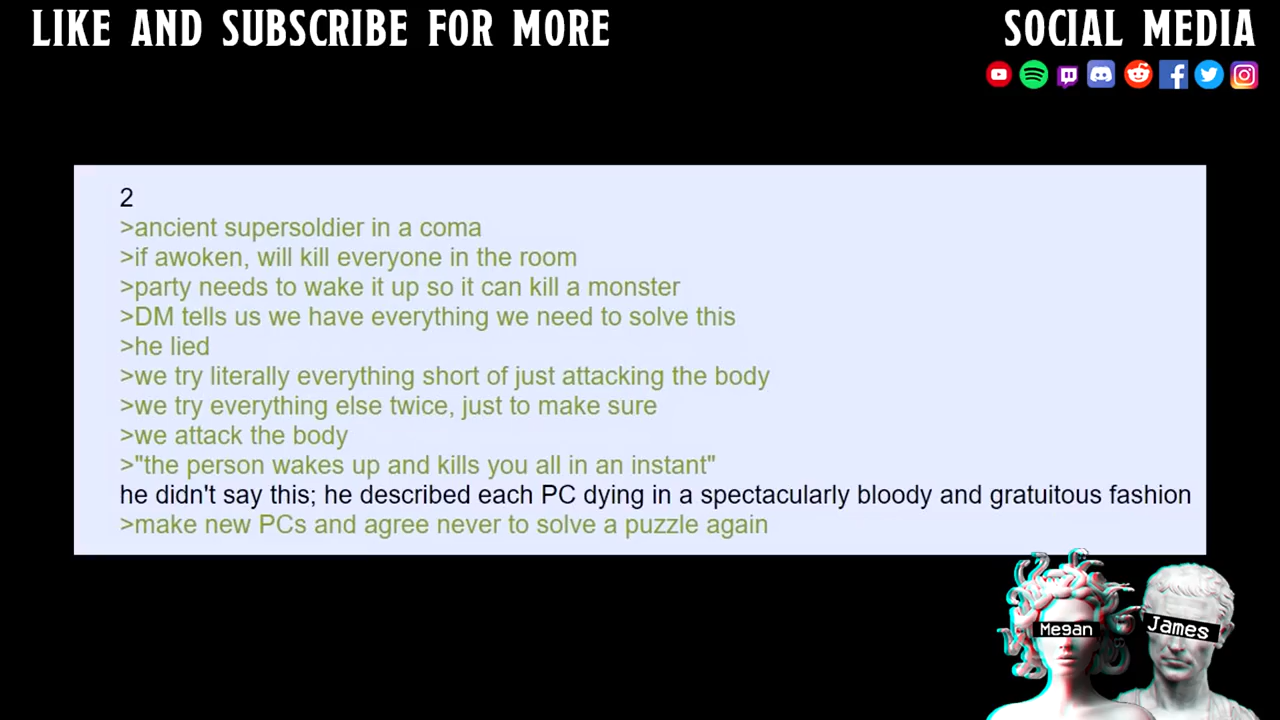 LIKE AND SUBSCRIBE FOR MORE
SOCIAL MEDIA
2
>ancient supersoldier in a coma
>if awoken, will kill everyone in the room
>party needs to wake it up so it can kill a monster
>DM tells us we have everything we need to solve this
>he lied
>we try literally everything short of just attacking the body
>we try everything else twice, just to make sure
>we attack the body
>"the person wakes up and kills you all in an instant"
he didn't say this; he described each PC dying in a spectacularly bloody and gratuitous fashion
>make new PCs and agree never to solve a puzzle again
Megan
James